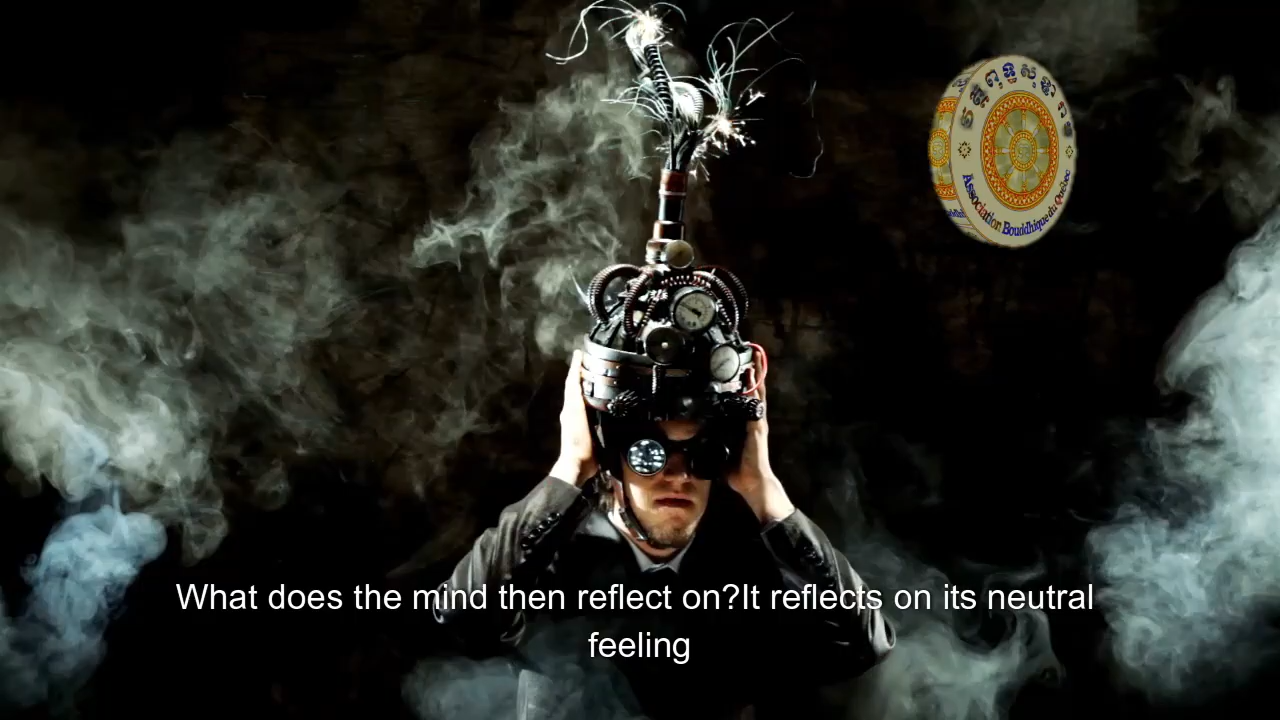 Association Bouddhique du Québec
What does the mind then reflect on?It reflects on its neutral
feeling